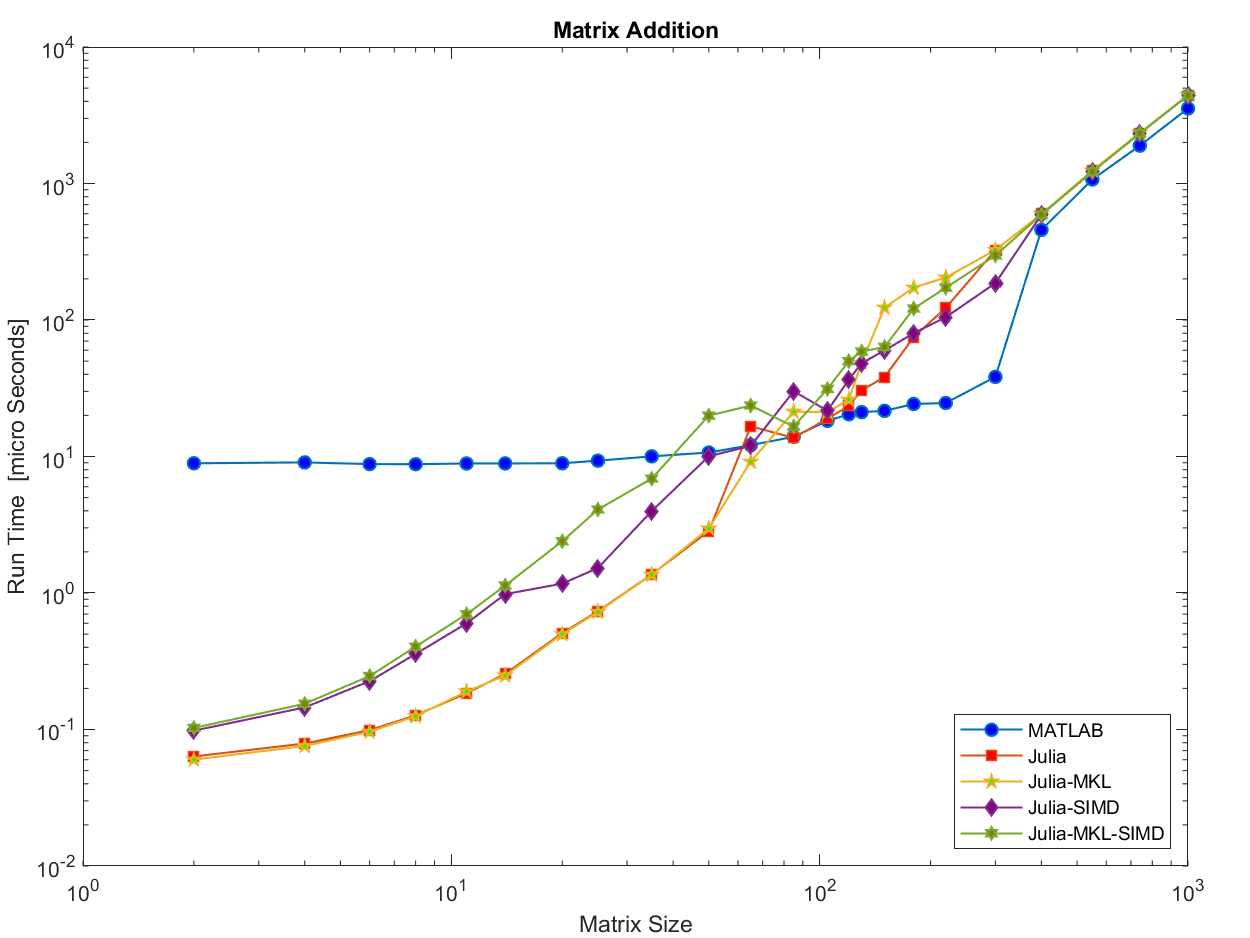 Matrix Addition
10^4
10^3
10^2
10^1
10^0
10^-1
10^-2
Run Time [micro Seconds]
10^0 10^1 10^2 10^3
Matrix Size
MATLAB
Julia
Julia-MKL
Julia-SIMD
Julia-MKL-SIMD